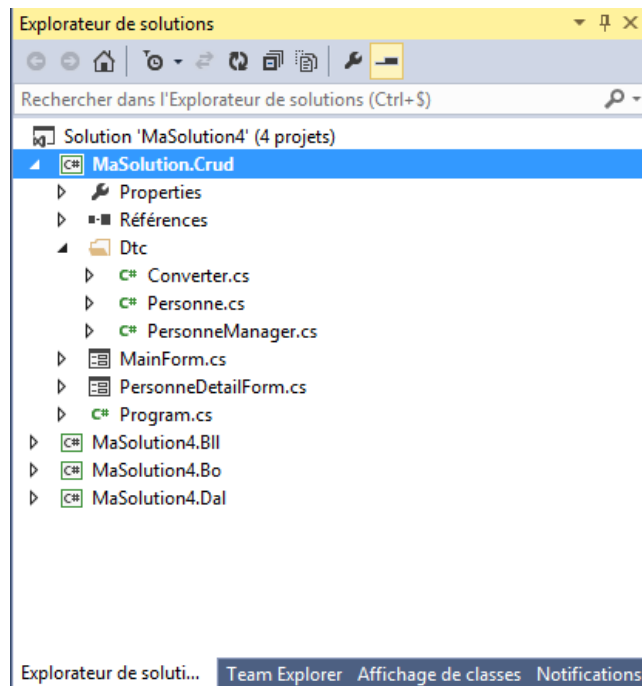 Explorateur de solutions
Rechercher dans l'Explorateur de solutions (Ctrl+$)
Solution 'MaSolution4' (4 projets)
C# MaSolution.Crud
Properties
Références
Dtc
C# Converter.cs
C# Personne.cs
C# PersonneManager.cs
MainForm.cs
PersonneDetailForm.cs
C# Program.cs
C# MaSolution4.Bll
C# MaSolution4.Bo
C# MaSolution4.Dal
Explorateur de soluti... Team Explorer Affichage de classes Notifications